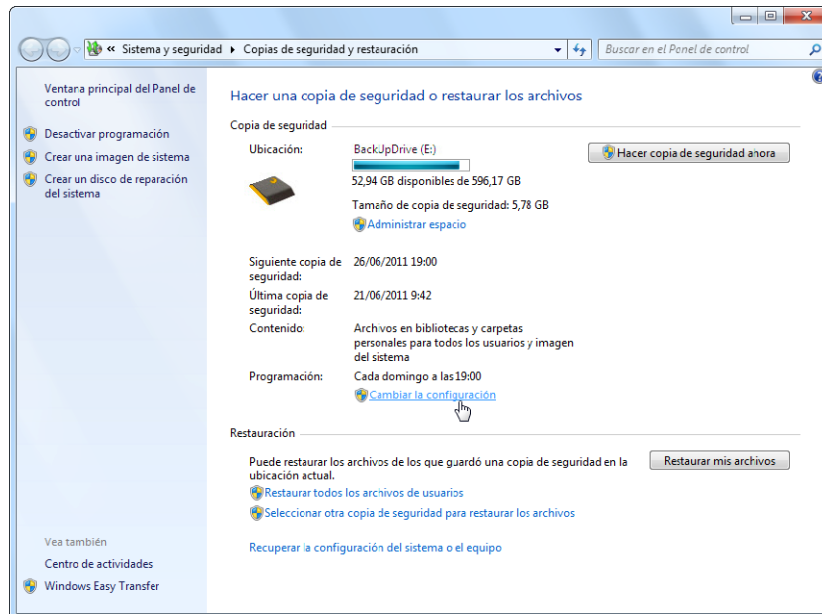 « Sistema y seguridad ▸ Copias de seguridad y restauración
Buscar en el Panel de control
Ventana principal del Panel de
control
Desactivar programación
Crear una imagen de sistema
Crear un disco de reparación
del sistema
Hacer una copia de seguridad o restaurar los archivos
Copia de seguridad
Ubicación:
BackUpDrive (E:)
Hacer copia de seguridad ahora
52,94 GB disponibles de 596,17 GB
Tamaño de copia de seguridad: 5,78 GB
Administrar espacio
Siguiente copia de
seguridad:
26/06/2011 19:00
Última copia de
seguridad:
21/06/2011 9:42
Contenido
Archivos en bibliotecas y carpetas
personales para todos los usuarios y imagen
del sistema
Programación:
Cada domingo a las 19:00
Cambiar la configuración
Restauración
Puede restaurar los archivos de los que guardó una copia de seguridad en la
ubicación actual.
Restaurar mis archivos
Restaurar todos los archivos de usuarios
Seleccionar otra copia de seguridad para restaurar los archivos
Recuperar la configuración del sistema o el equipo
Vea también
Centro de actividades
Windows Easy Transfer